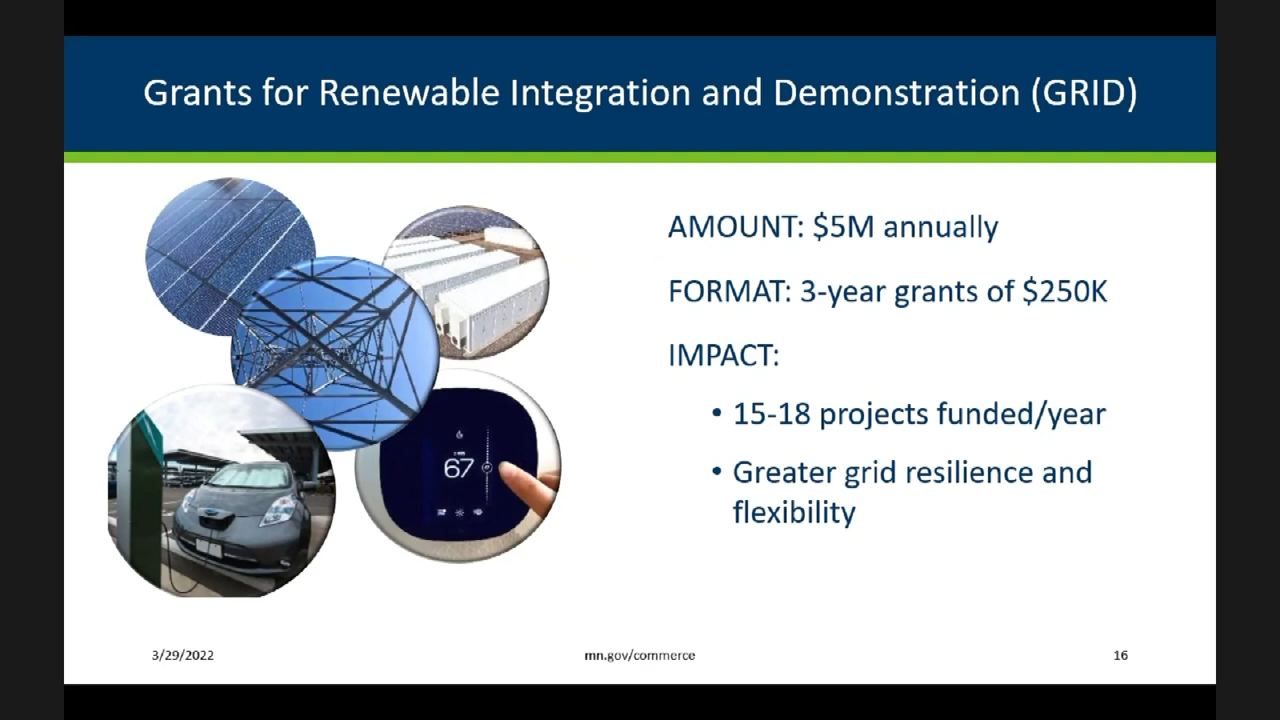 Grants for Renewable Integration and Demonstration (GRID)
AMOUNT: $5M annually
FORMAT: 3-year grants of $250K
IMPACT:
• 15-18 projects funded/year
• Greater grid resilience and
flexibility
67
3/29/2022
mn.gov/commerce
16